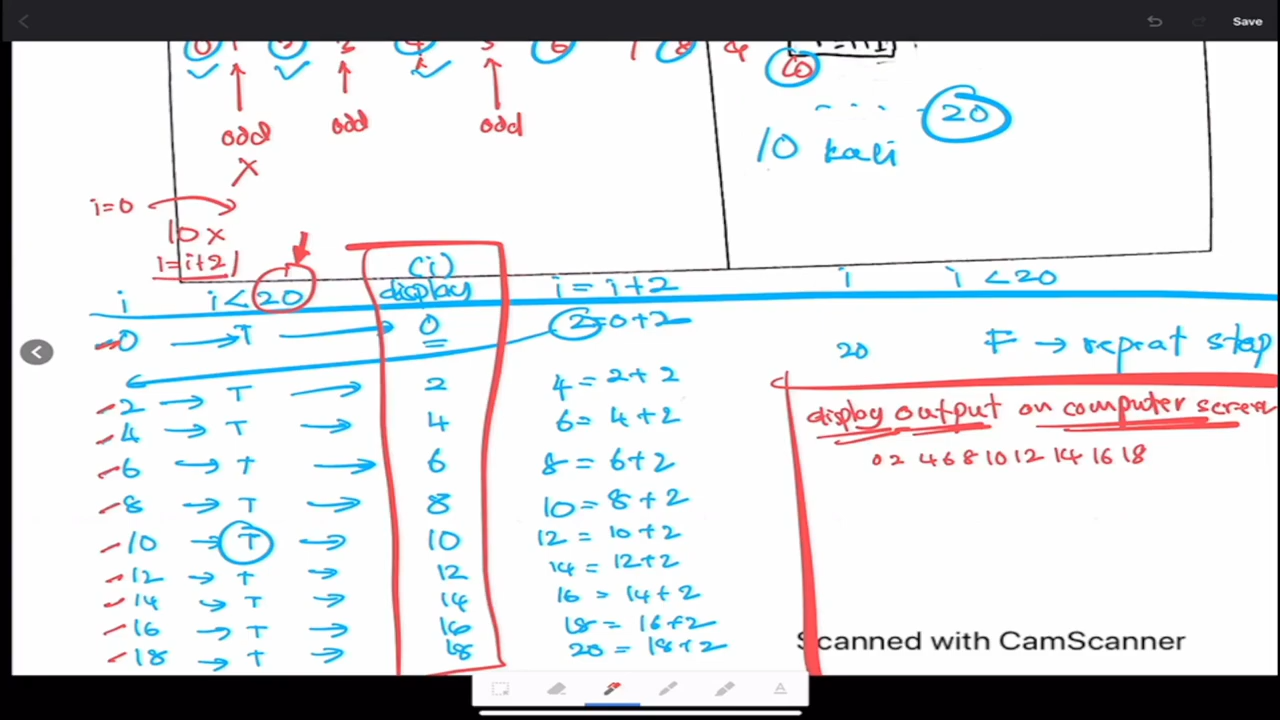 Save
20
10 kali
odd odd odd
X
i=0
10 x
i=i+2
i i<20 (i) display i = i+2 i i <20
0 T 0 2=0+2 20 F → repeat stop
2 → T → 2 4 = 2+2
display output on computer screen
4 → T → 4 6 = 4+2
0 2 4 6 8 10 12 14 16 18
6 → T → 6 8 = 6+2
8 → T → 8 10 = 8+2
10 → T → 10 12 = 10+2
12 → T → 12 14 = 12+2
14 → T → 14 16 = 14+2
16 → T → 16 18 = 16+2
18 → T → 18 20 = 18+2
Scanned with CamScanner